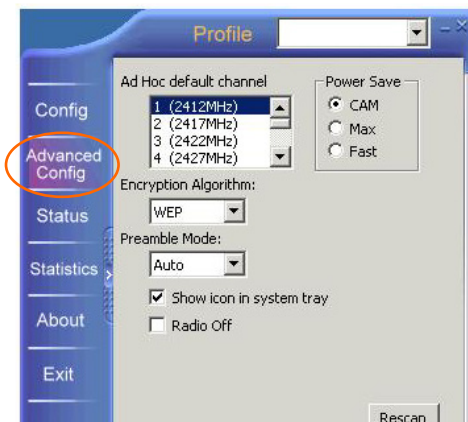 Profile
Config
Advanced
Config
Status
Statistics
About
Exit
Ad Hoc default channel
1 (2412MHz)
2 (2417MHz)
3 (2422MHz)
4 (2427MHz)
Power Save
CAM
Max
Fast
Encryption Algorithm:
WEP
Preamble Mode:
Auto
Show icon in system tray
Radio Off
Rescan